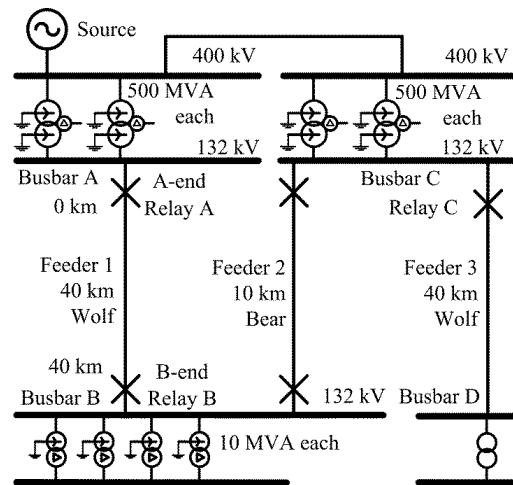 Source
400 kV
400 kV
500 MVA
each
500 MVA
each
132 kV
132 kV
Busbar A
0 km
A-end
Relay A
Busbar C
Relay C
Feeder 1
40 km
Wolf
Feeder 2
10 km
Bear
Feeder 3
40 km
Wolf
40 km
Busbar B
B-end
Relay B
132 kV
Busbar D
10 MVA each